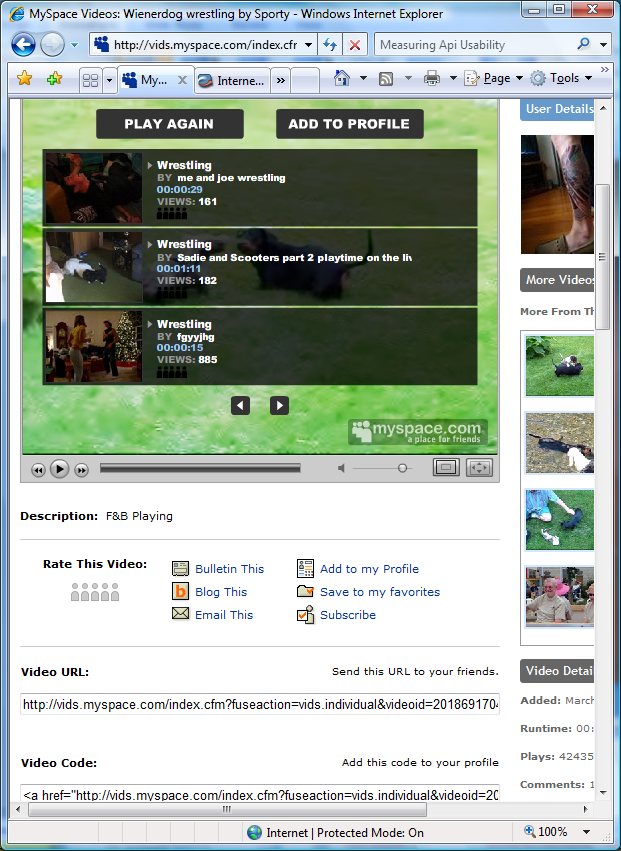 MySpace Videos: Wienerdog wrestling by Sporty - Windows Internet Explorer
http://vids.myspace.com/index.cfr
Measuring Api Usability
My...
Interne...
Page
Tools
PLAY AGAIN
ADD TO PROFILE
Wrestling
BY me and joe wrestling
00:00:29
VIEWS: 161
Wrestling
BY Sadie and Scooters part 2 playtime on the liv
00:01:11
VIEWS: 182
Wrestling
BY fgyyjhg
00:00:15
VIEWS: 885
myspace.com
a place for friends
Description: F&B Playing
Rate This Video:
Bulletin This
Add to my Profile
Blog This
Save to my favorites
Email This
Subscribe
Video URL:
Send this URL to your friends.
http://vids.myspace.com/index.cfm?fuseaction=vids.individual&videoid=201869170
Video Code:
Add this code to your profile
<a href="http://vids.myspace.com/index.cfm?fuseaction=vids.individual&videoid=20
User Details
More Videos
More From Th
Video Detai
Added: March
Runtime: 00:
Plays: 42435
Comments: 1
Internet | Protected Mode: On
100%